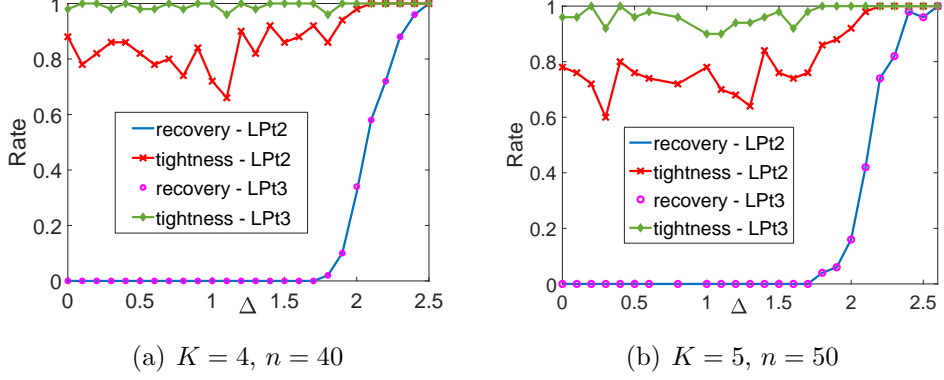 1
0.8
0.6
0.4
0.2
0
Rate
recovery - LPt2
tightness - LPt2
recovery - LPt3
tightness - LPt3
0 0.5 1 1.5 2 2.5
Δ
(a) K = 4, n = 40
1
0.8
0.6
0.4
0.2
0
Rate
recovery - LPt2
tightness - LPt2
recovery - LPt3
tightness - LPt3
0 0.5 1 1.5 2 2.5
Δ
(b) K = 5, n = 50